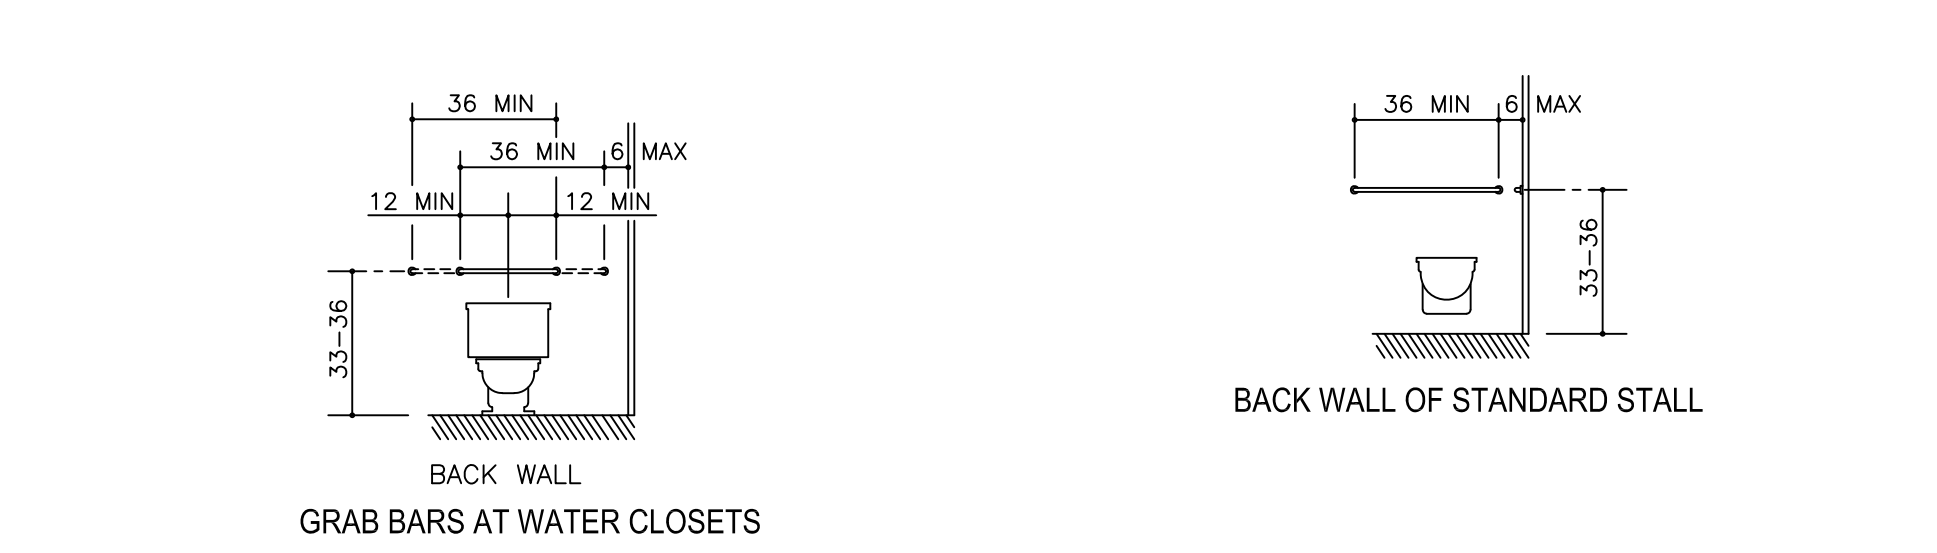 36 MIN
36 MIN 6 MAX
12 MIN 12 MIN
33-36
BACK WALL
GRAB BARS AT WATER CLOSETS
36 MIN 6 MAX
33-36
BACK WALL OF STANDARD STALL